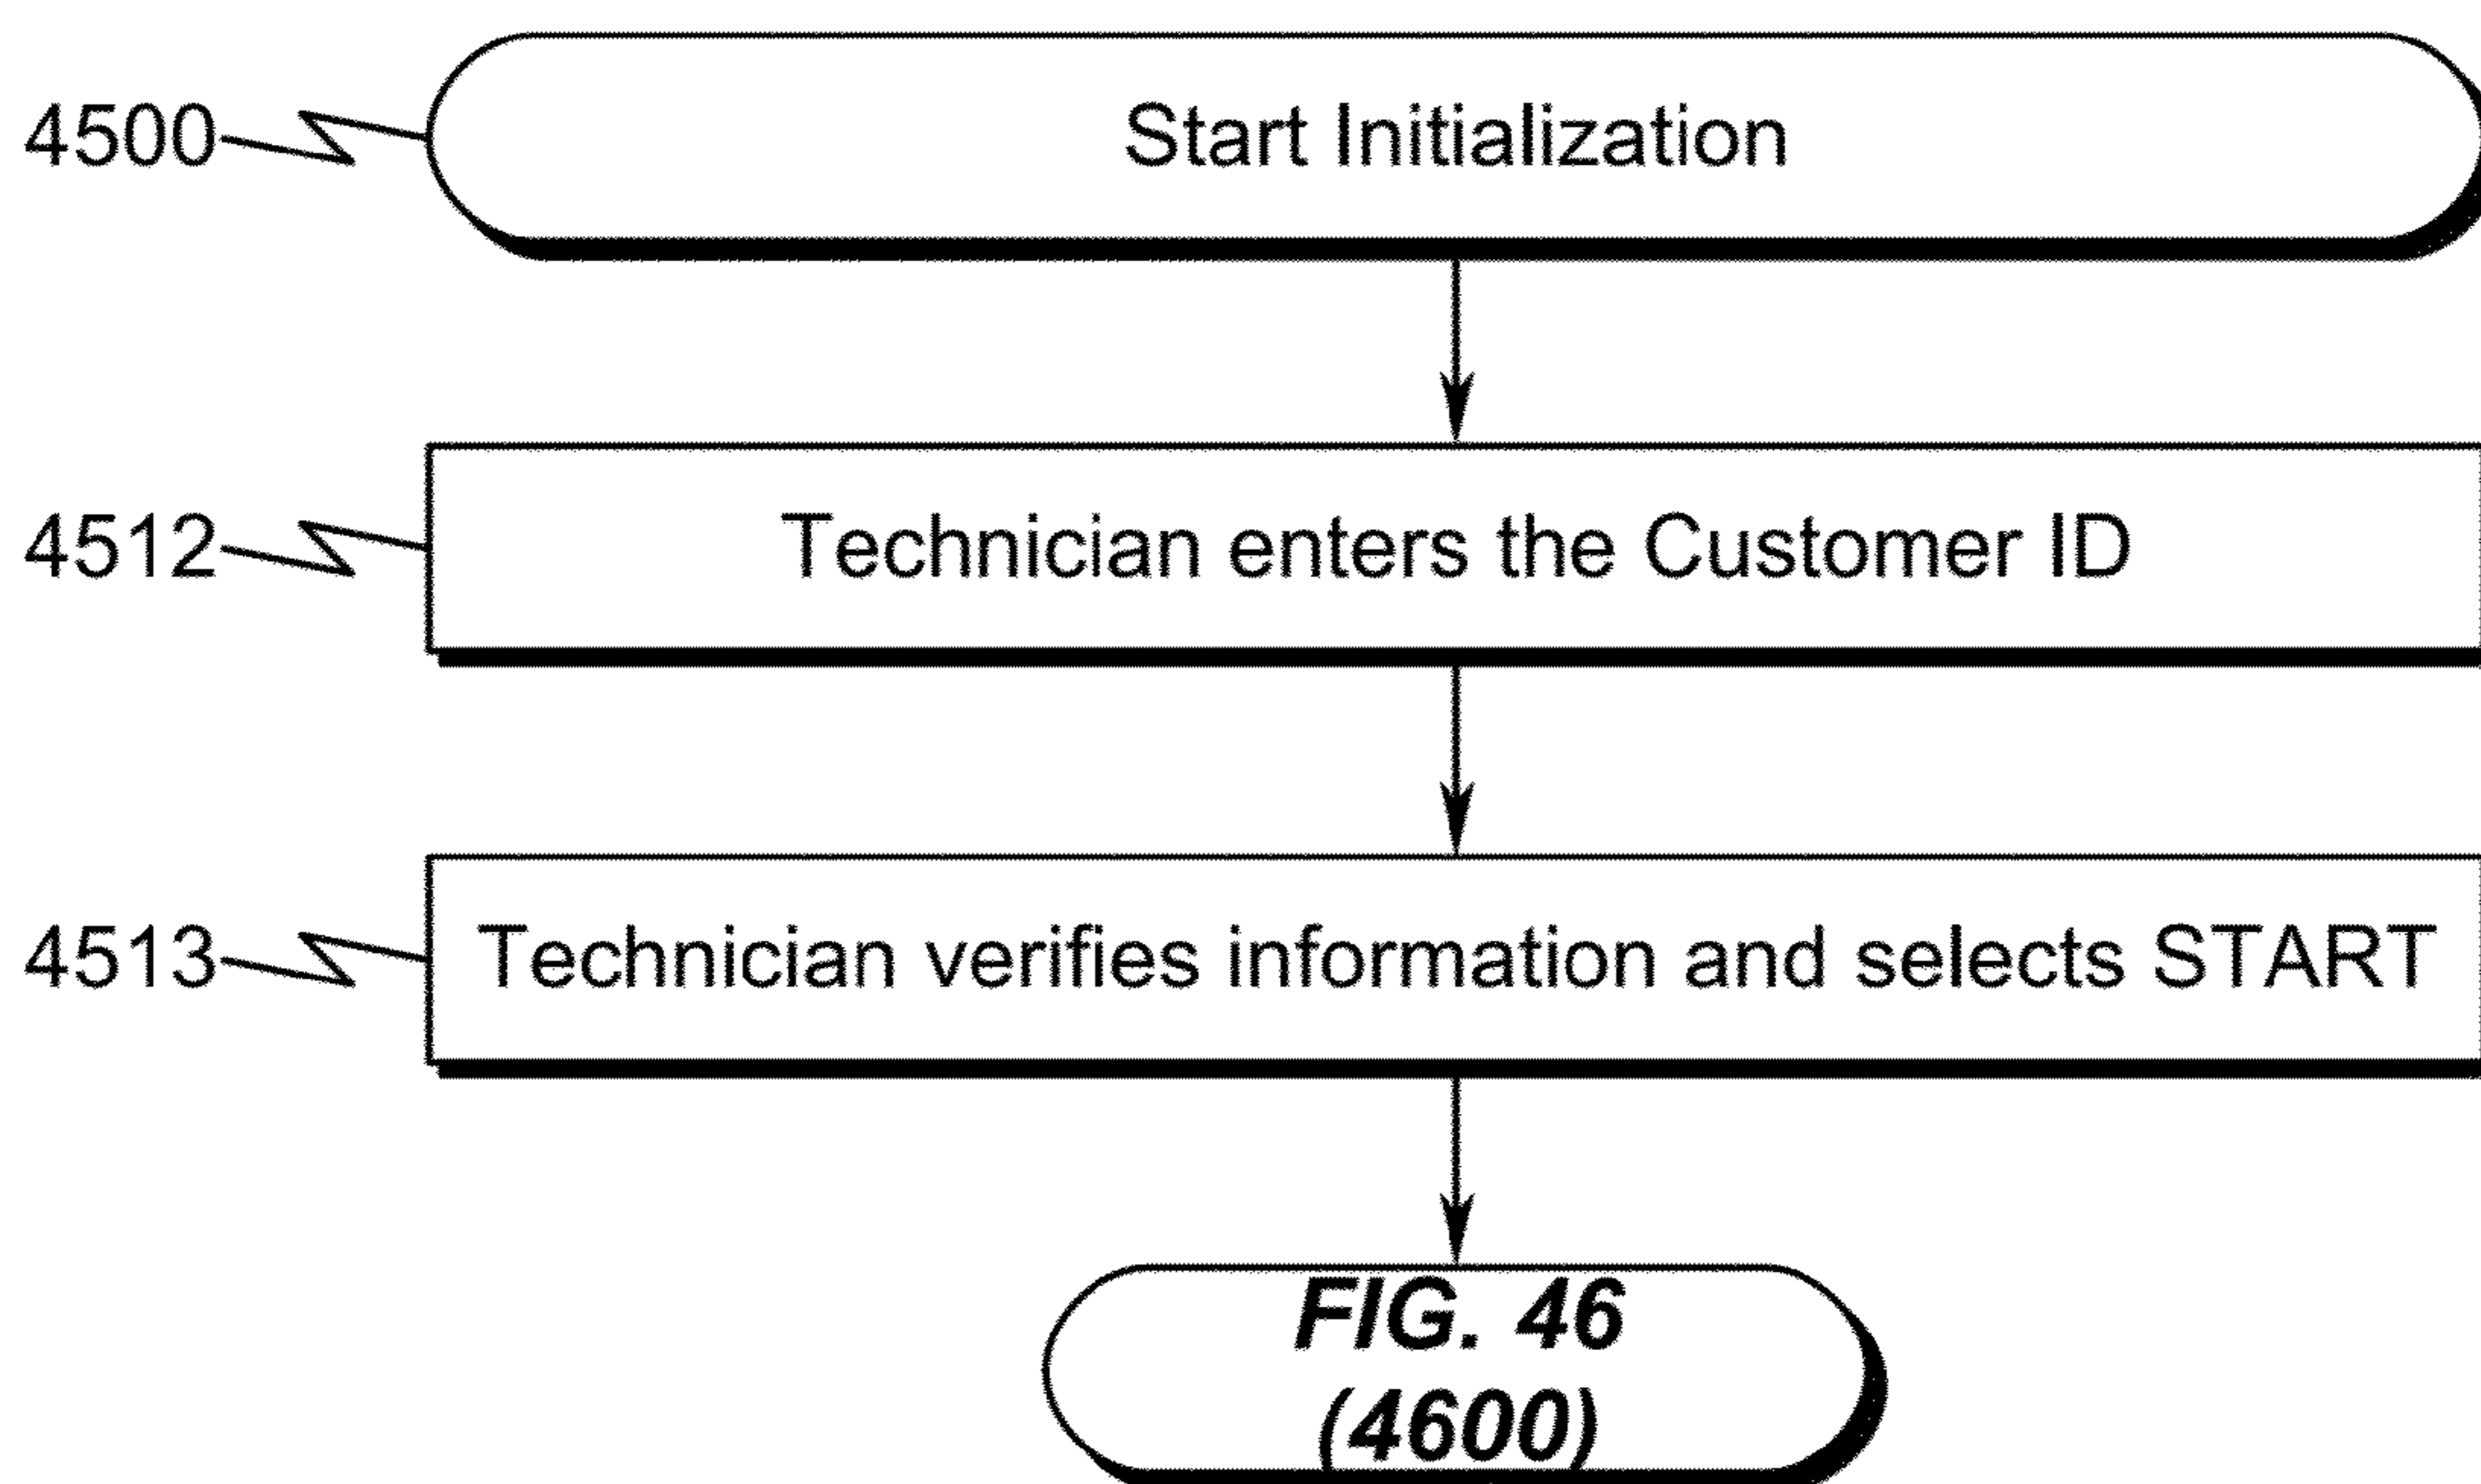 4500 Start Initialization
4512 Technician enters the Customer ID
4513 Technician verifies information and selects START
FIG. 46
(4600)